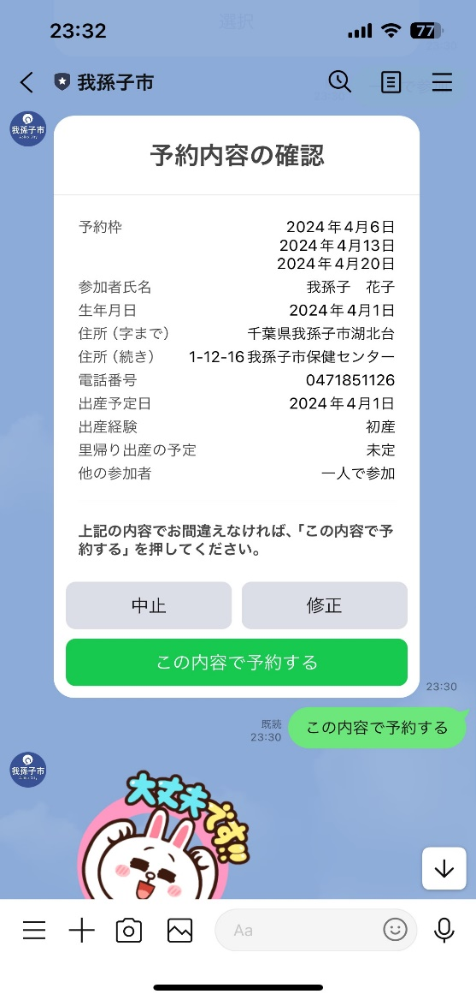 選択
23:32
77
我孫子市
我孫子市
予約内容の確認
予約枠 2024年4月6日
2024年4月13日
2024年4月20日
参加者氏名 我孫子 花子
生年月日 2024年4月1日
住所（字まで） 千葉県我孫子市湖北台
住所（続き） 1-12-16我孫子市保健センター
電話番号 0471851126
出産予定日 2024年4月1日
出産経験 初産
里帰り出産の予定 未定
他の参加者 一人で参加
上記の内容でお間違えなければ、「この内容で予
約する」を押してください。
中止 修正
この内容で予約する
23:30
既読
23:30
この内容で予約する
我孫子市
大丈夫です!!
Aa